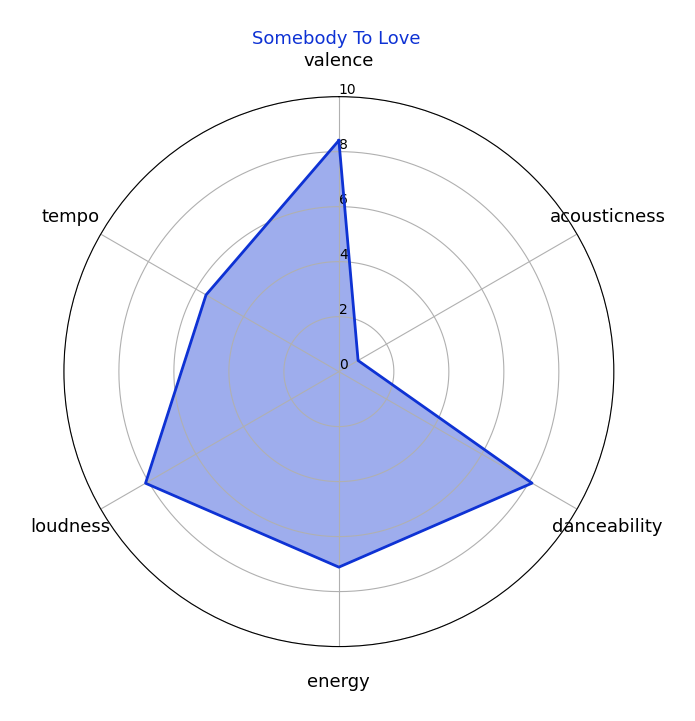 Somebody To Love
valence
10
8
6
4
2
0
tempo
acousticness
loudness
danceability
energy